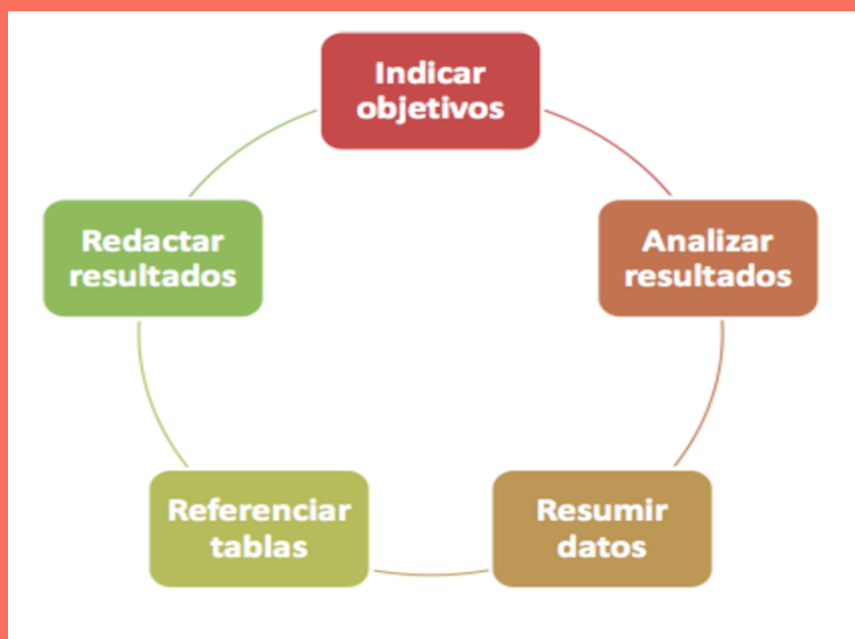 Indicar
objetivos
Analizar
resultados
Resumir
datos
Referenciar
tablas
Redactar
resultados